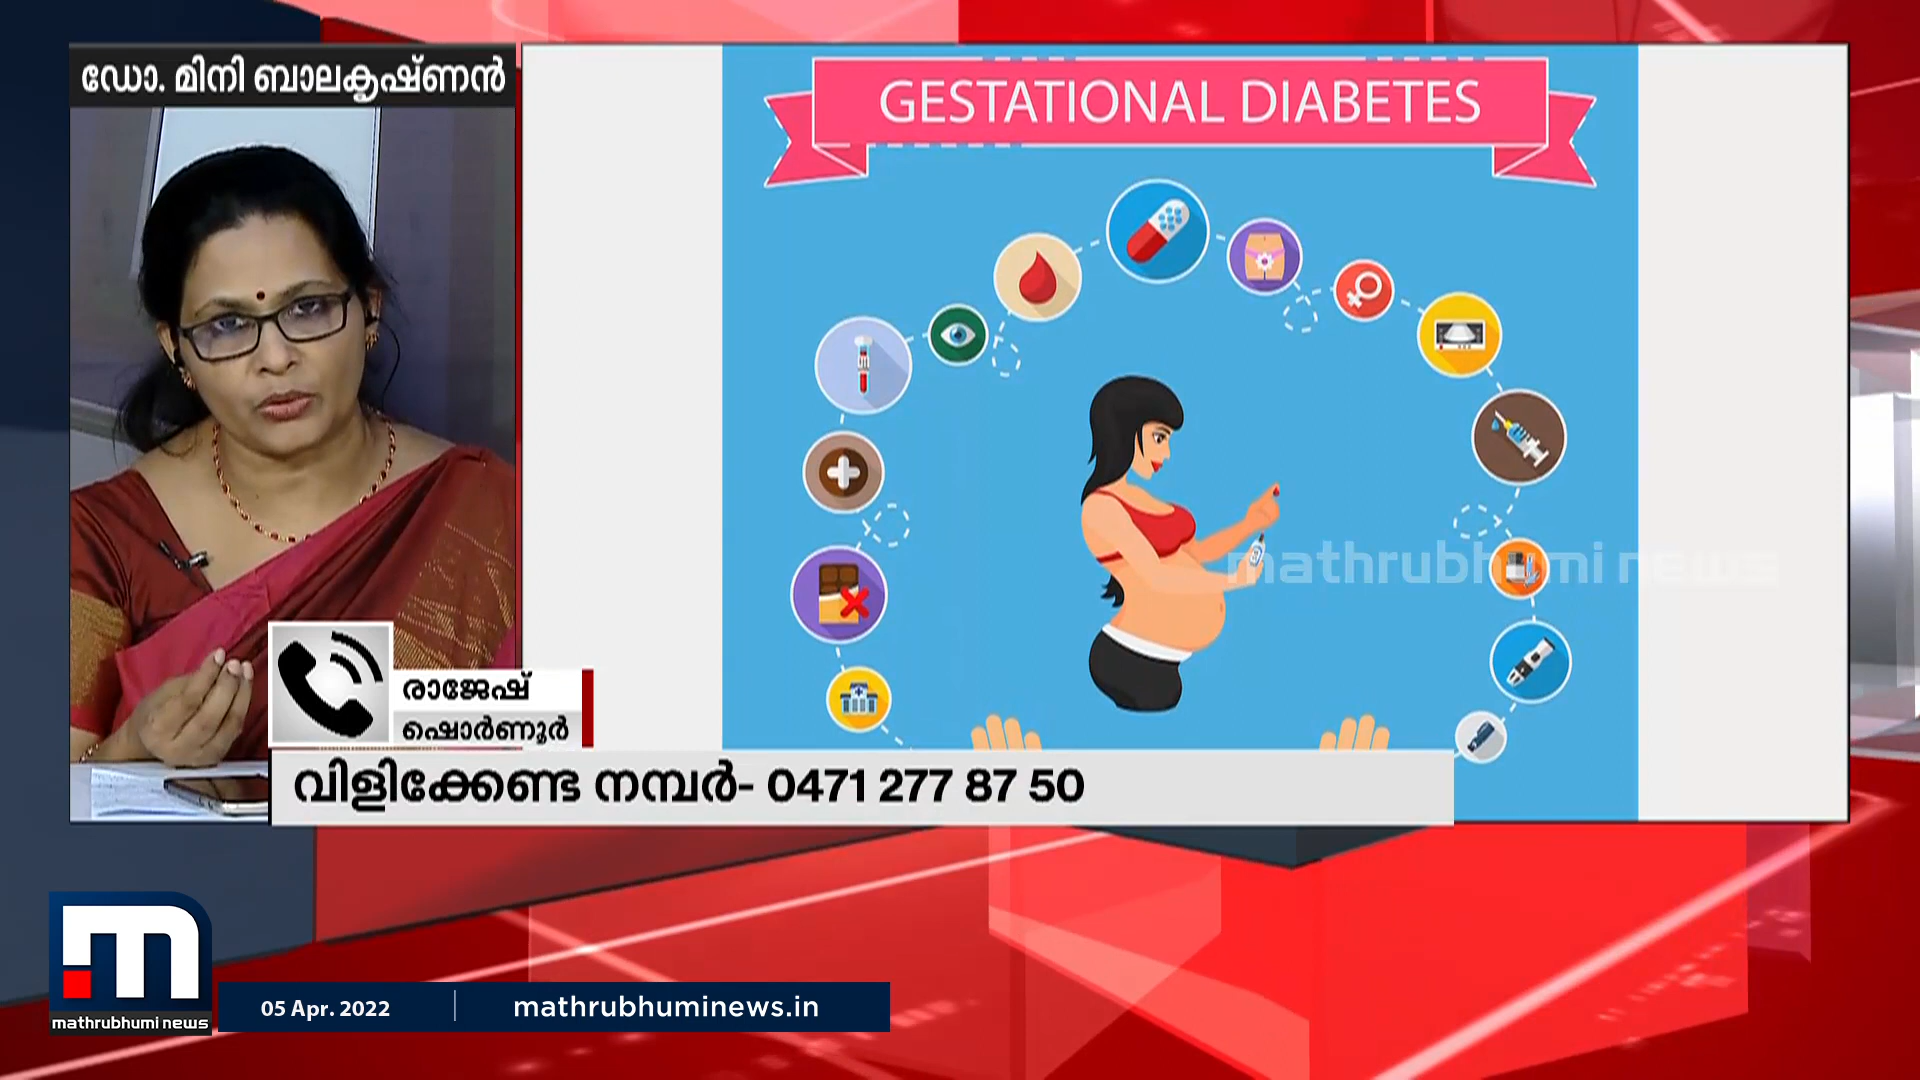 ഡോ. മിനി ബാലകൃഷ്ണൻ
GESTATIONAL DIABETES
mathrubhumi news
രാജേഷ്
ഷൊർണൂർ
വിളിക്കേണ്ട നമ്പർ- 0471 277 87 50
mathrubhumi news
05 Apr. 2022
mathrubhuminews.in